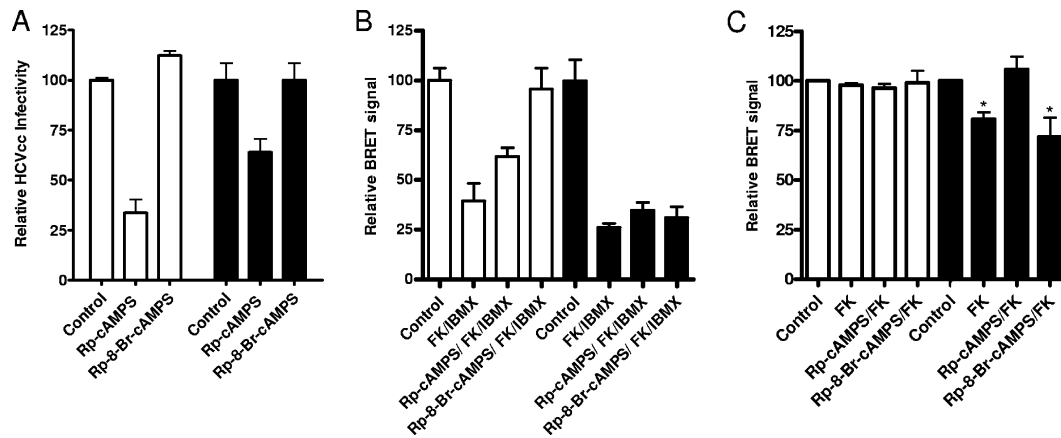 A
Relative HCVcc Infectivity
125
100
75
50
25
0
Control
Rp-cAMPS
Rp-8-Br-cAMPS
Control
Rp-cAMPS
Rp-8-Br-cAMPS
B
Relative BRET signal
125
100
75
50
25
0
Control
FK/IBMX
Rp-cAMPS/ FK/IBMX
Rp-8-Br-cAMPS/ FK/IBMX
Control
FK/IBMX
Rp-cAMPS/ FK/IBMX
Rp-8-Br-cAMPS/ FK/IBMX
C
Relative BRET signal
125
100
75
50
25
0
*
*
Control
FK
Rp-cAMPS/FK
Rp-8-Br-cAMPS/FK
Control
FK
Rp-cAMPS/FK
Rp-8-Br-cAMPS/FK